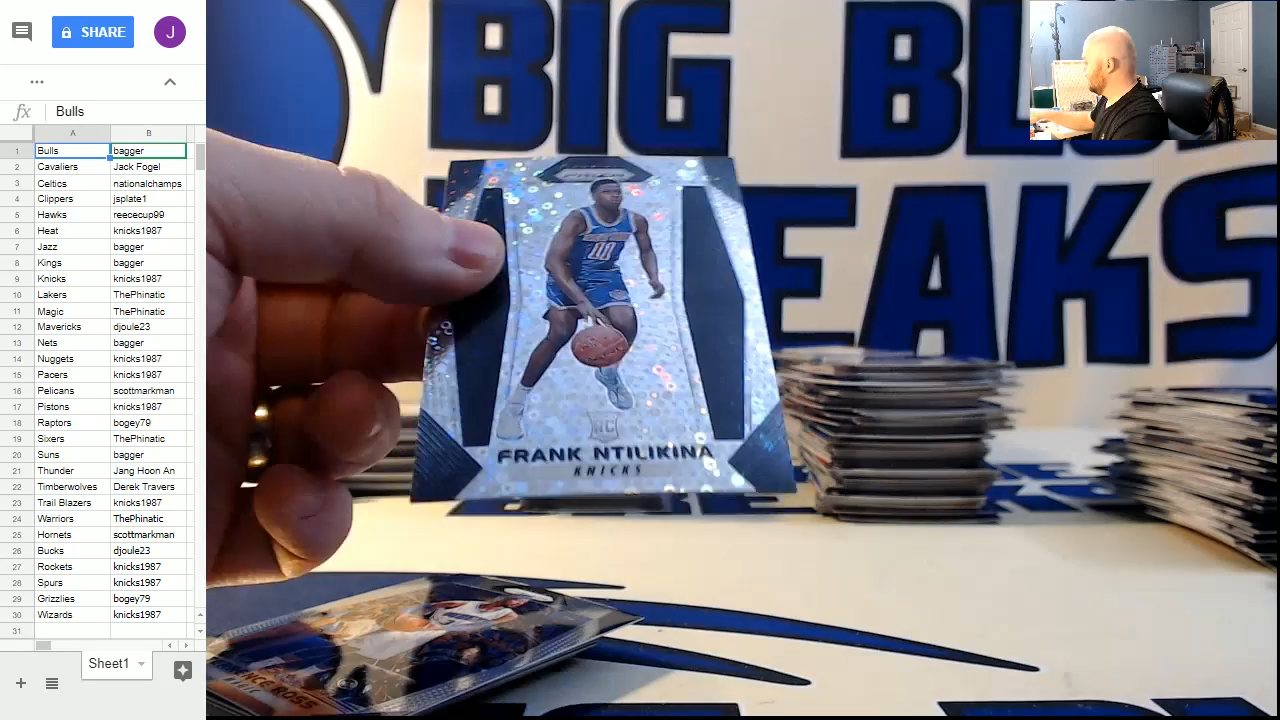 SHARE
J
...
fx Bulls
A B
1 Bulls bagger
2 Cavaliers Jack Fogel
3 Celtics nationalchamps
4 Clippers jsplate1
5 Hawks reececup99
6 Heat knicks1987
7 Jazz bagger
8 Kings bagger
9 Knicks knicks1987
10 Lakers ThePhinatic
11 Magic ThePhinatic
12 Mavericks djoule23
13 Nets bagger
14 Nuggets knicks1987
15 Pacers knicks1987
16 Pelicans scottmarkman
17 Pistons knicks1987
18 Raptors bogey79
19 Sixers ThePhinatic
20 Suns bagger
21 Thunder Jang Hoon An
22 Timberwolves Derek Travers
23 Trail Blazers knicks1987
24 Warriors ThePhinatic
25 Hornets scottmarkman
26 Bucks djoule23
27 Rockets knicks1987
28 Spurs knicks1987
29 Grizzlies bogey79
30 Wizards knicks1987
31
Sheet1
BIG BL
EAKS
PRIZM
00
RC
FRANK NTILIKINA
KNICKS